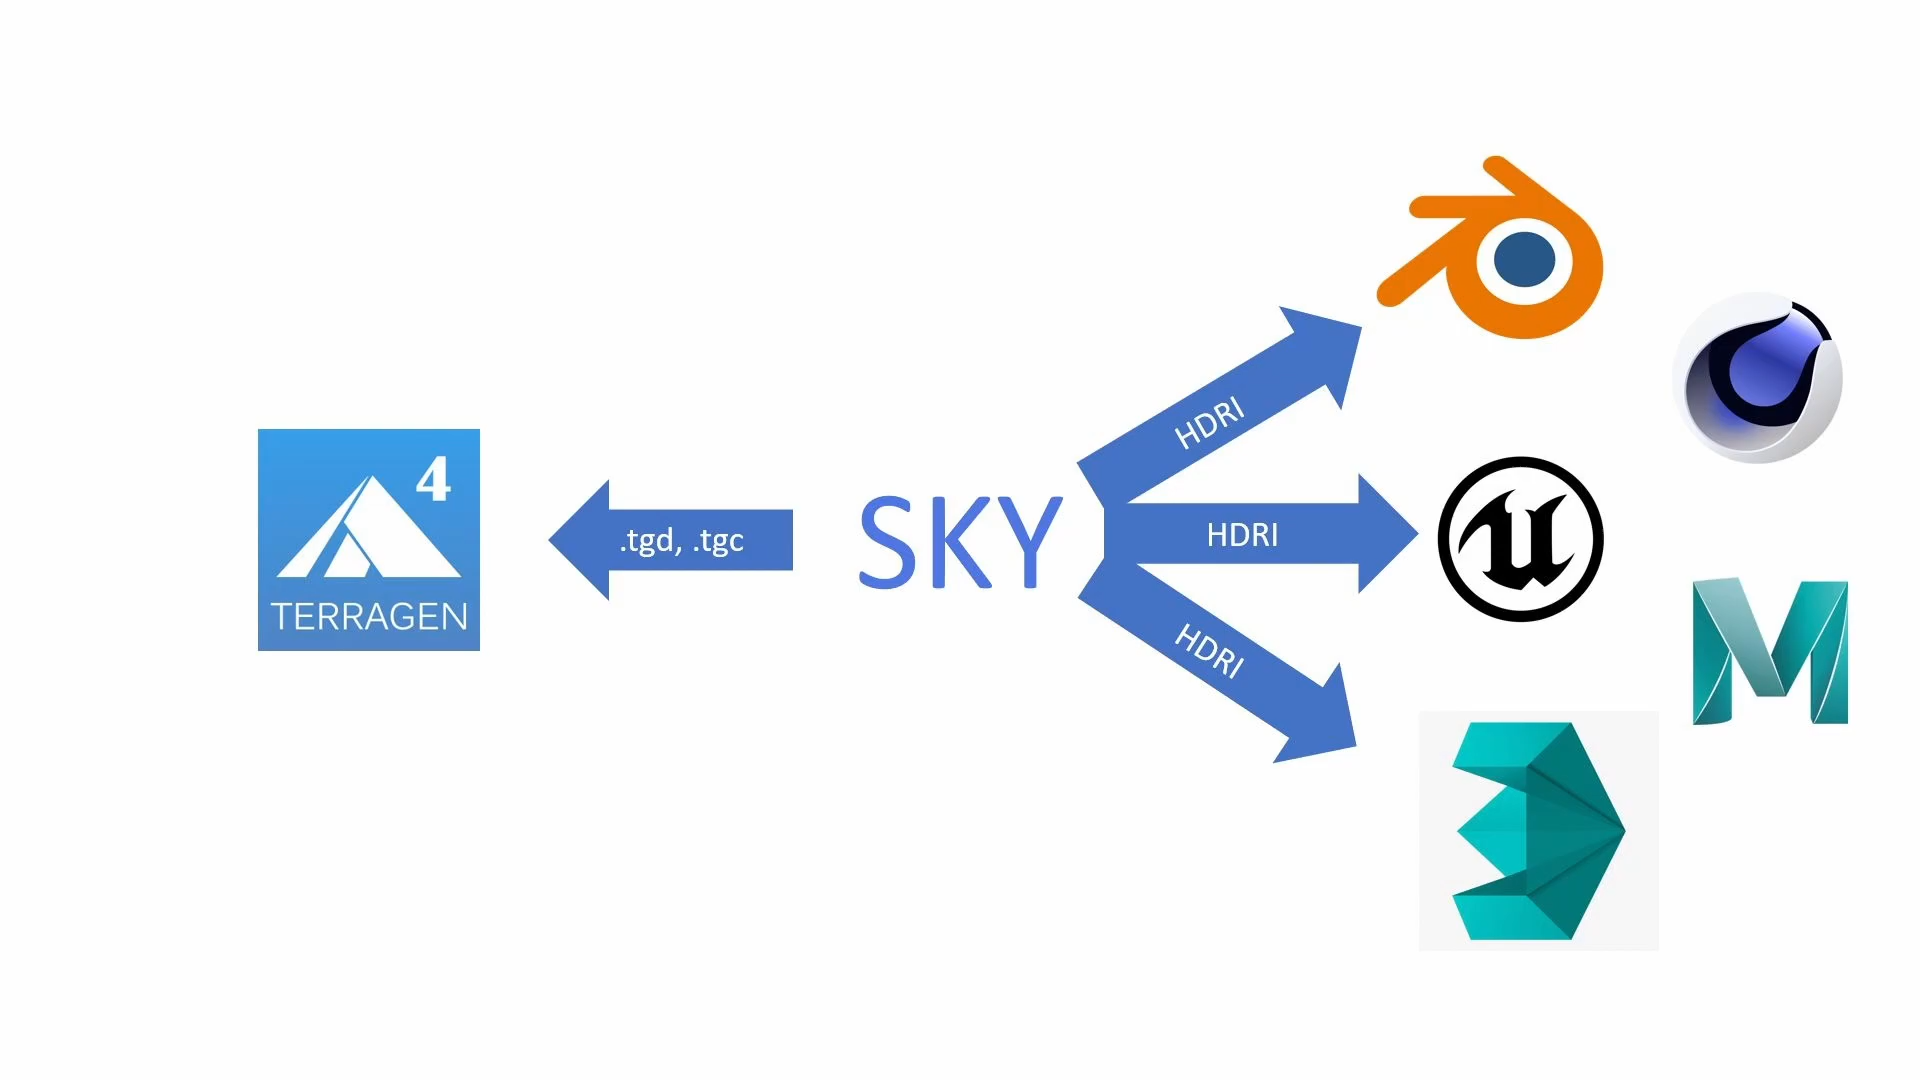 4
TERRAGEN
.tgd, .tgc
SKY
HDRI
HDRI
HDRI